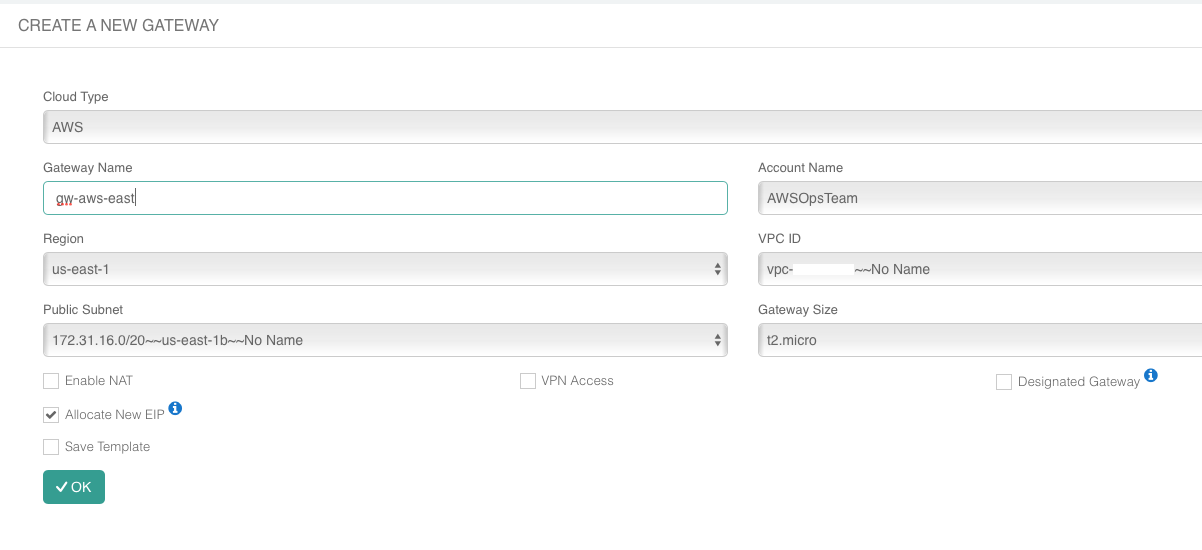 CREATE A NEW GATEWAY
Cloud Type
AWS
Gateway Name
Account Name
gw-aws-east
AWSOpsTeam
Region
VPC ID
us-east-1
vpc- ~~No Name
Public Subnet
Gateway Size
172.31.16.0/20~~us-east-1b~~No Name
t2.micro
Enable NAT
VPN Access
Designated Gateway
Allocate New EIP
Save Template
OK